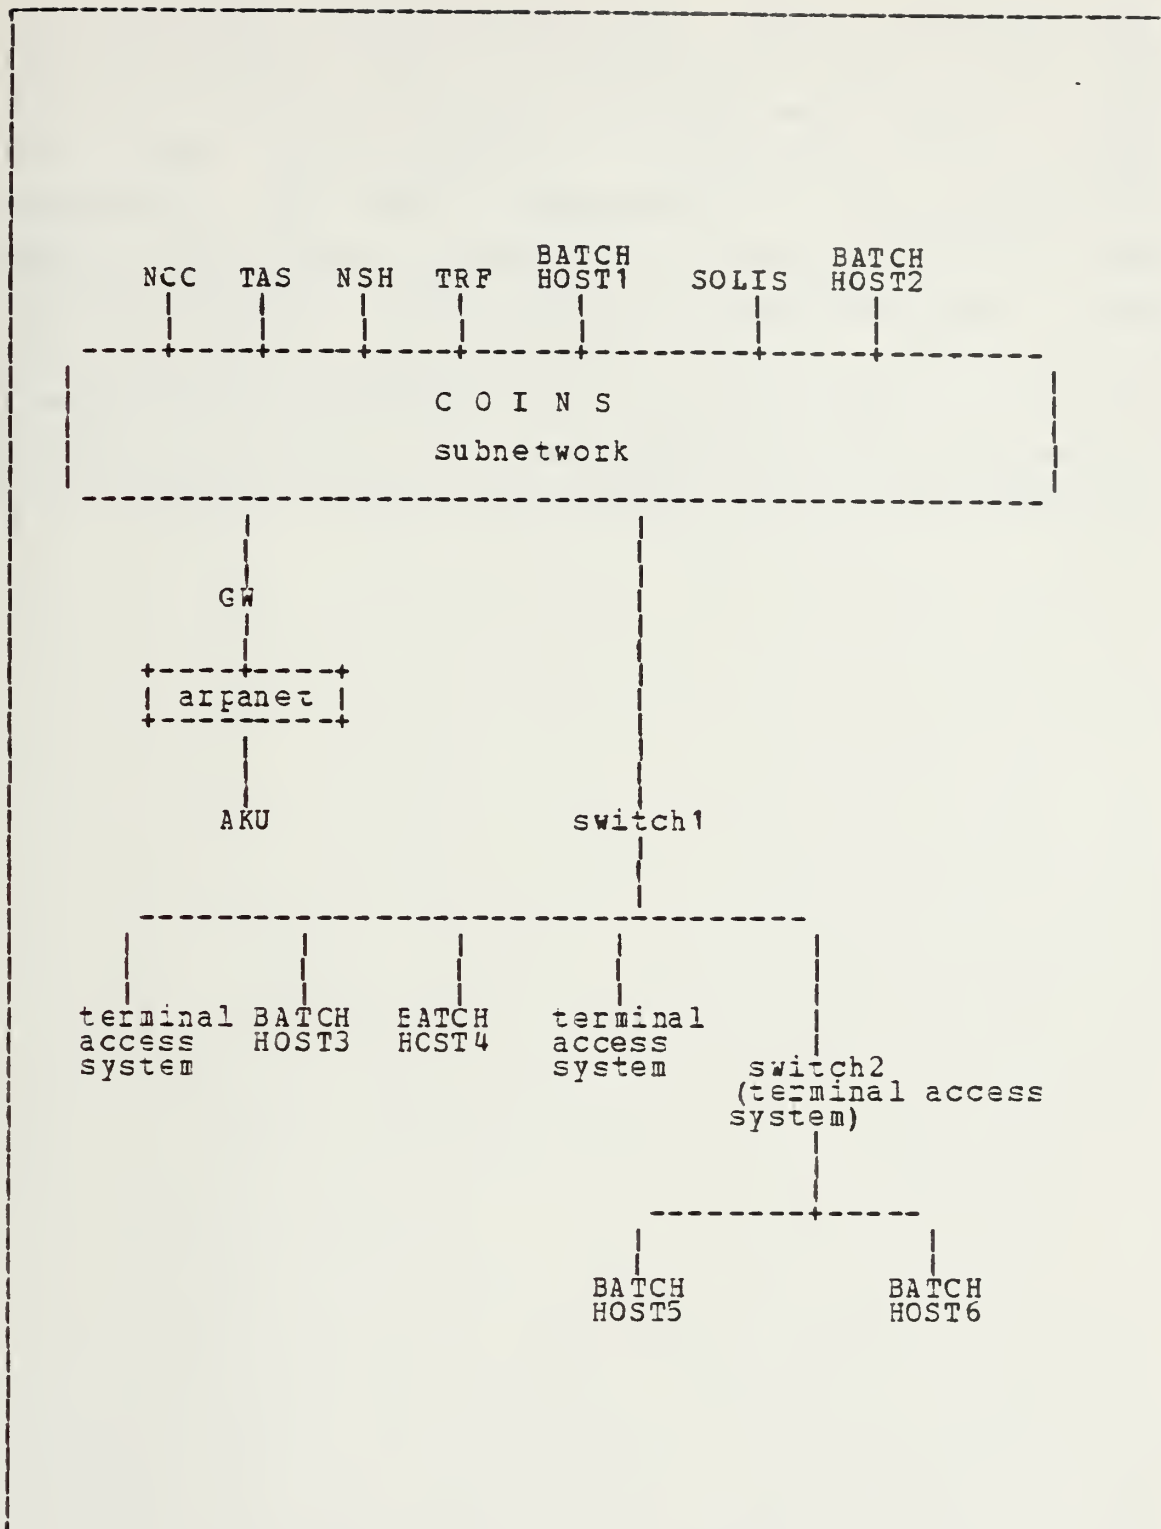 NCC TAS NSH TRF BATCH HOST1 SOLIS BATCH HOST2
C O I N S
subnetwork
GW
arpanet
AKU switch1
terminal access system
BATCH HOST3
BATCH HOST4
terminal access system
switch2
(terminal access
system)
BATCH HOST5
BATCH HOST6